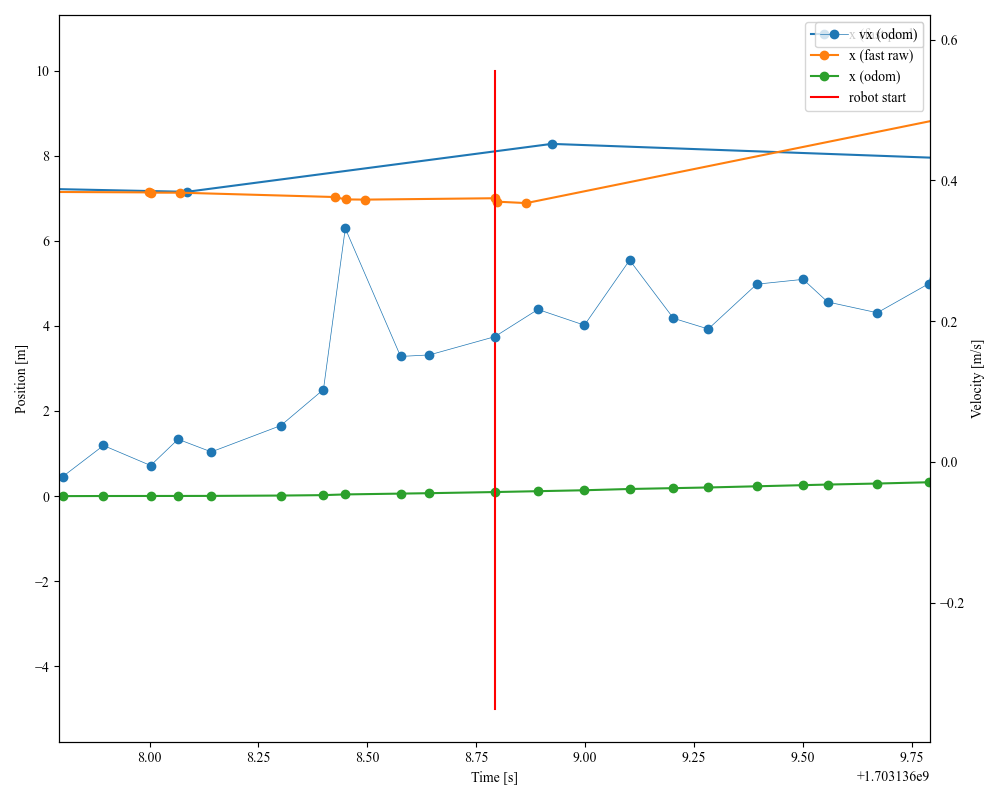 vx (odom)
x (fast raw)
x (odom)
robot start
10
8
6
4
2
0
−2
−4
Position [m]
0.6
0.4
0.2
0.0
−0.2
Velocity [m/s]
8.00
8.25
8.50
8.75
9.00
9.25
9.50
9.75
Time [s]
+1.703136e9